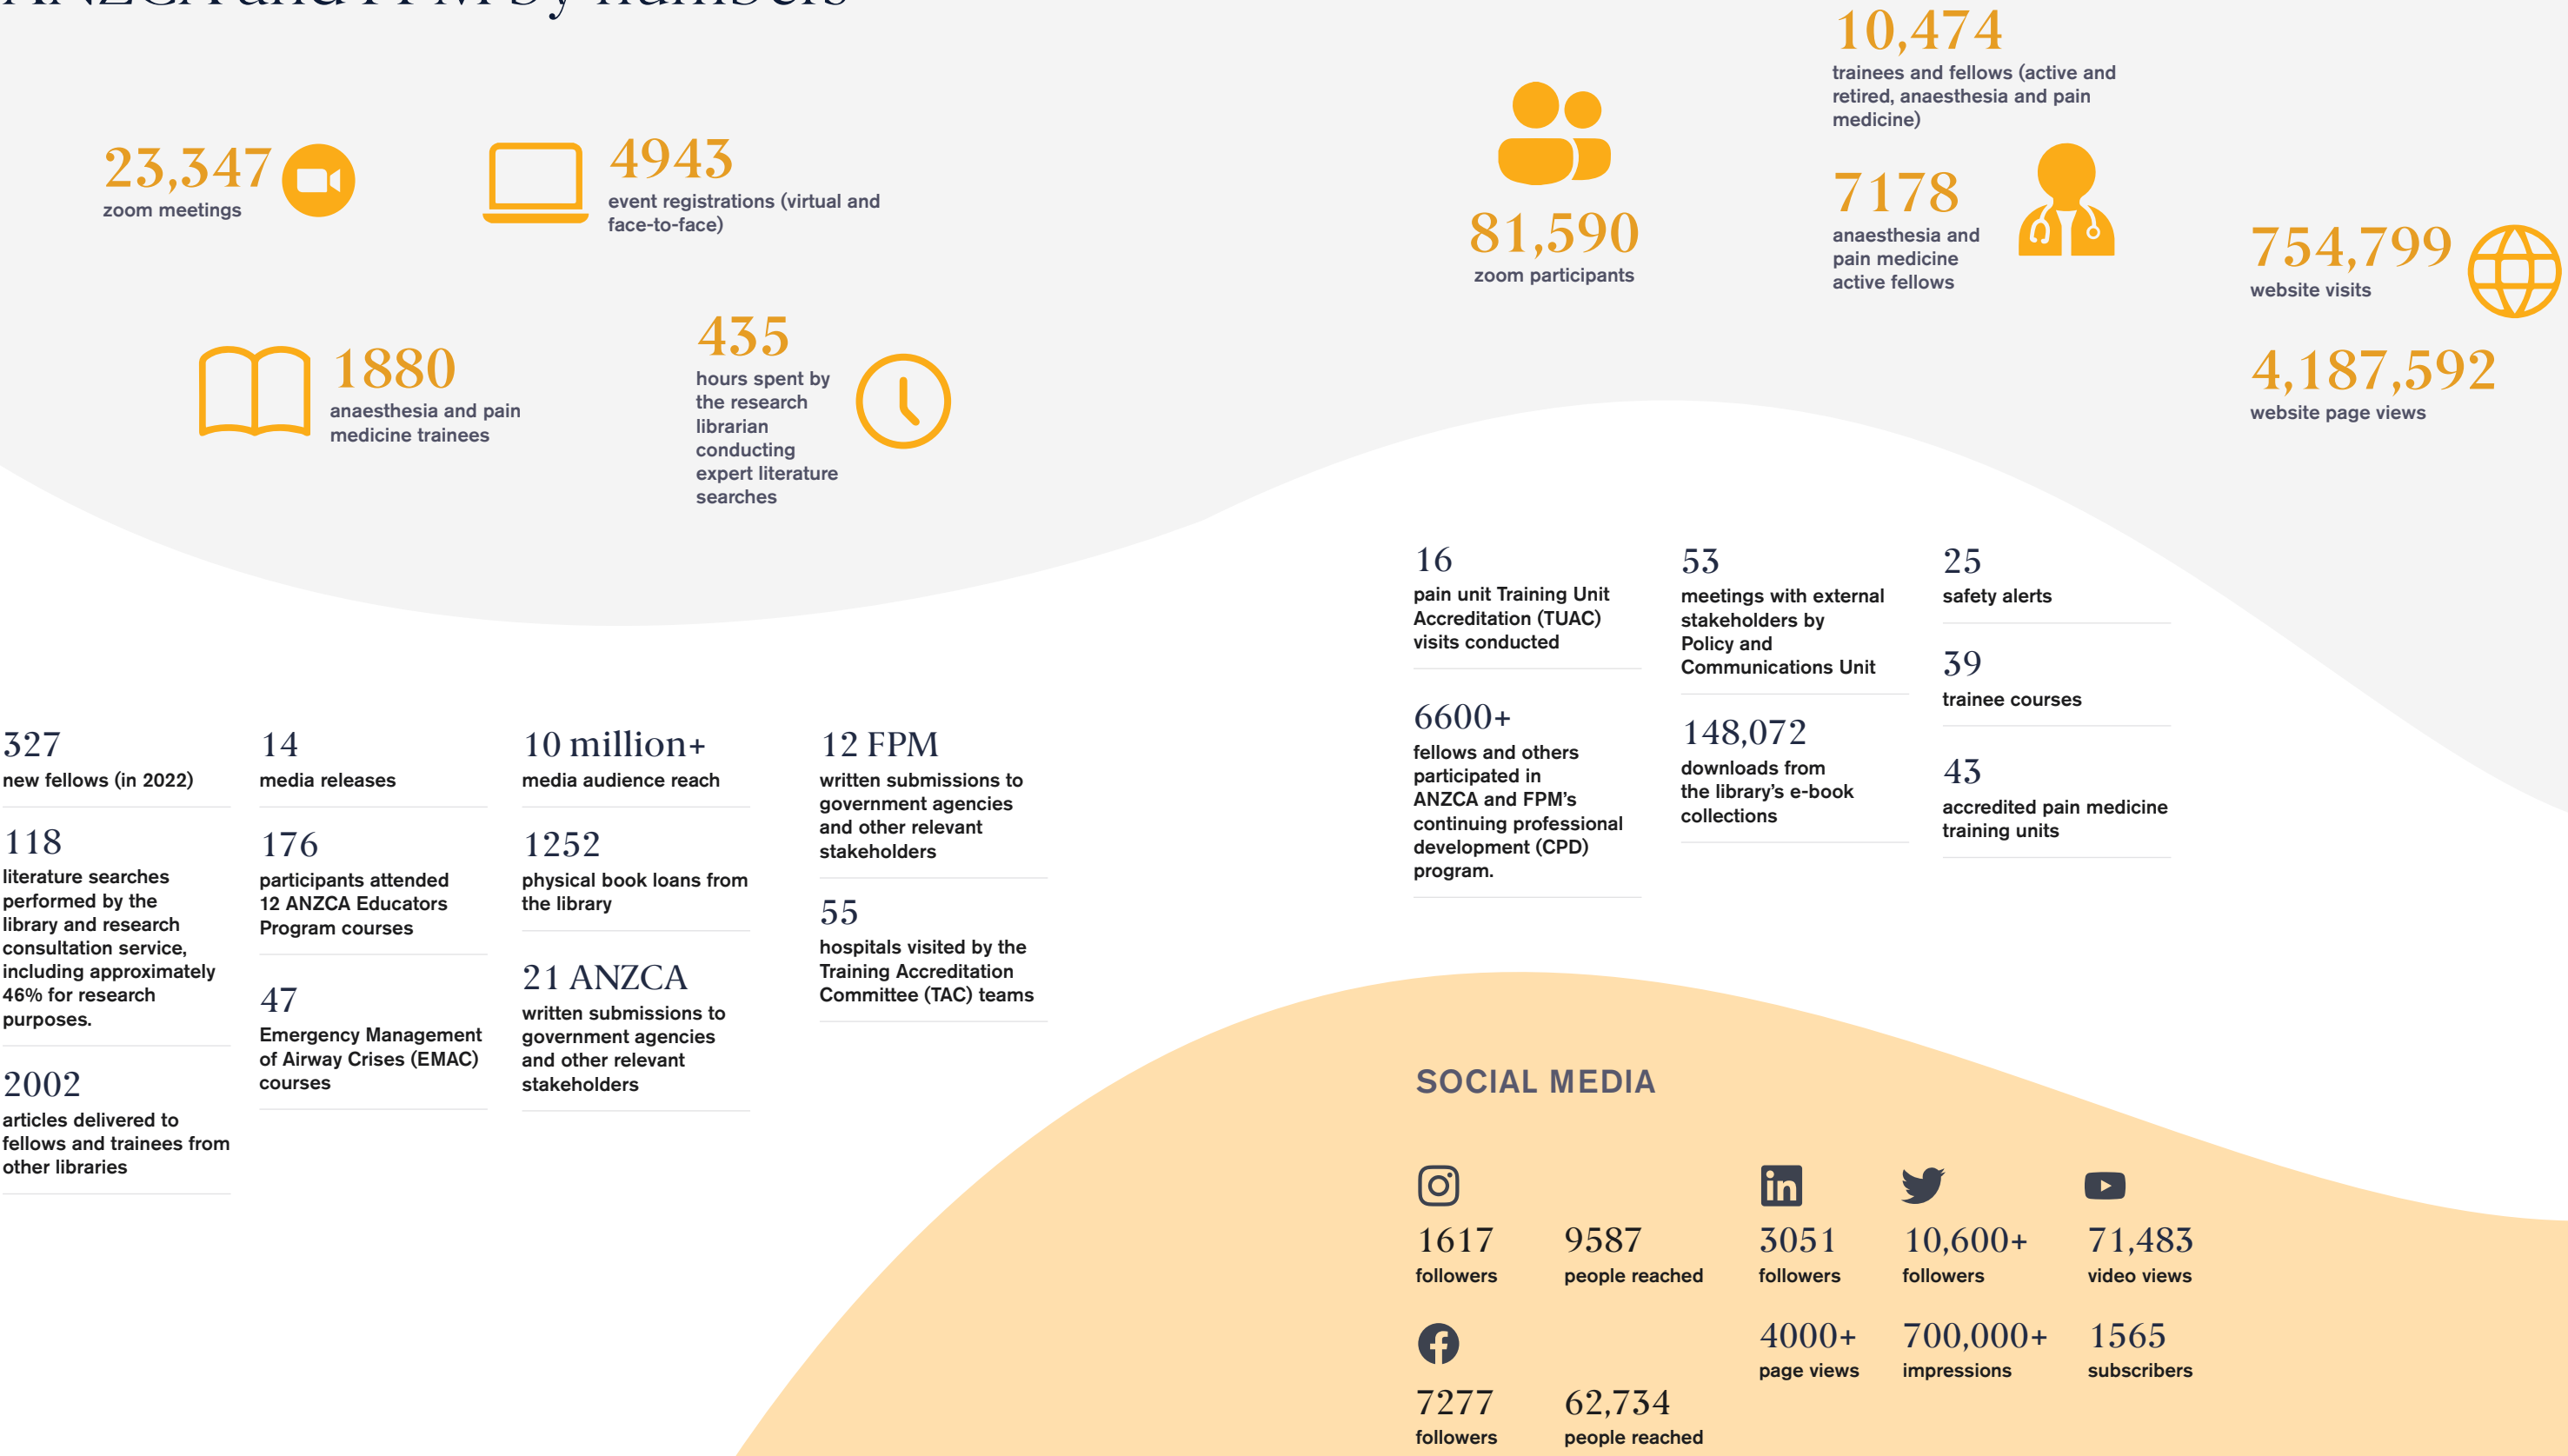 ANZCA and FPM by numbers
23,347
zoom meetings
4943
event registrations (virtual and
face-to-face)
1880
anaesthesia and pain
medicine trainees
435
hours spent by
the research
librarian
conducting
expert literature
searches
81,590
zoom participants
10,474
trainees and fellows (active and
retired, anaesthesia and pain
medicine)
7178
anaesthesia and
pain medicine
active fellows
754,799
website visits
4,187,592
website page views
327
new fellows (in 2022)
118
literature searches
performed by the
library and research
consultation service,
including approximately
46% for research
purposes.
2002
articles delivered to
fellows and trainees from
other libraries
14
media releases
176
participants attended
12 ANZCA Educators
Program courses
47
Emergency Management
of Airway Crises (EMAC)
courses
10 million+
media audience reach
1252
physical book loans from
the library
21 ANZCA
written submissions to
government agencies
and other relevant
stakeholders
12 FPM
written submissions to
government agencies
and other relevant
stakeholders
55
hospitals visited by the
Training Accreditation
Committee (TAC) teams
16
pain unit Training Unit
Accreditation (TUAC)
visits conducted
6600+
fellows and others
participated in
ANZCA and FPM’s
continuing professional
development (CPD)
program.
53
meetings with external
stakeholders by
Policy and
Communications Unit
148,072
downloads from
the library’s e-book
collections
25
safety alerts
39
trainee courses
43
accredited pain medicine
training units
SOCIAL MEDIA
in
1617
followers
9587
people reached
7277
followers
62,734
people reached
3051
followers
4000+
page views
10,600+
followers
700,000+
impressions
71,483
video views
1565
subscribers